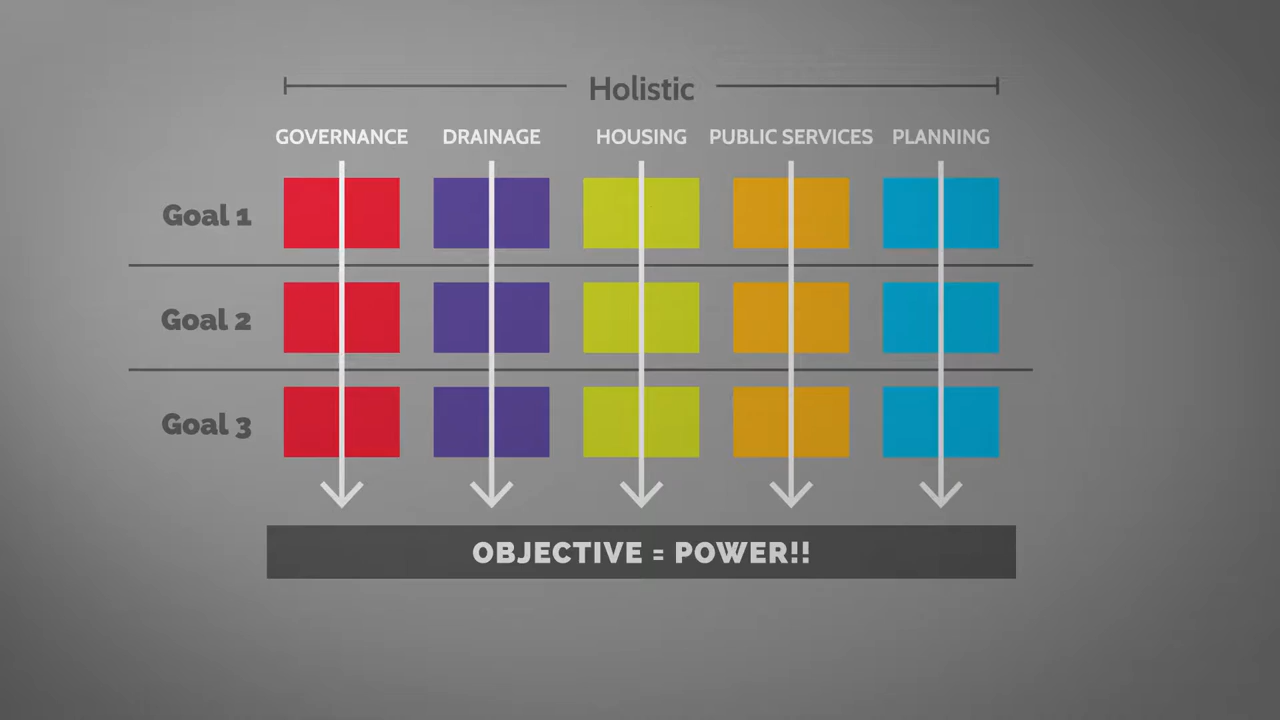 Holistic
GOVERNANCE DRAINAGE HOUSING PUBLIC SERVICES PLANNING
Goal 1
Goal 2
Goal 3
OBJECTIVE = POWER!!